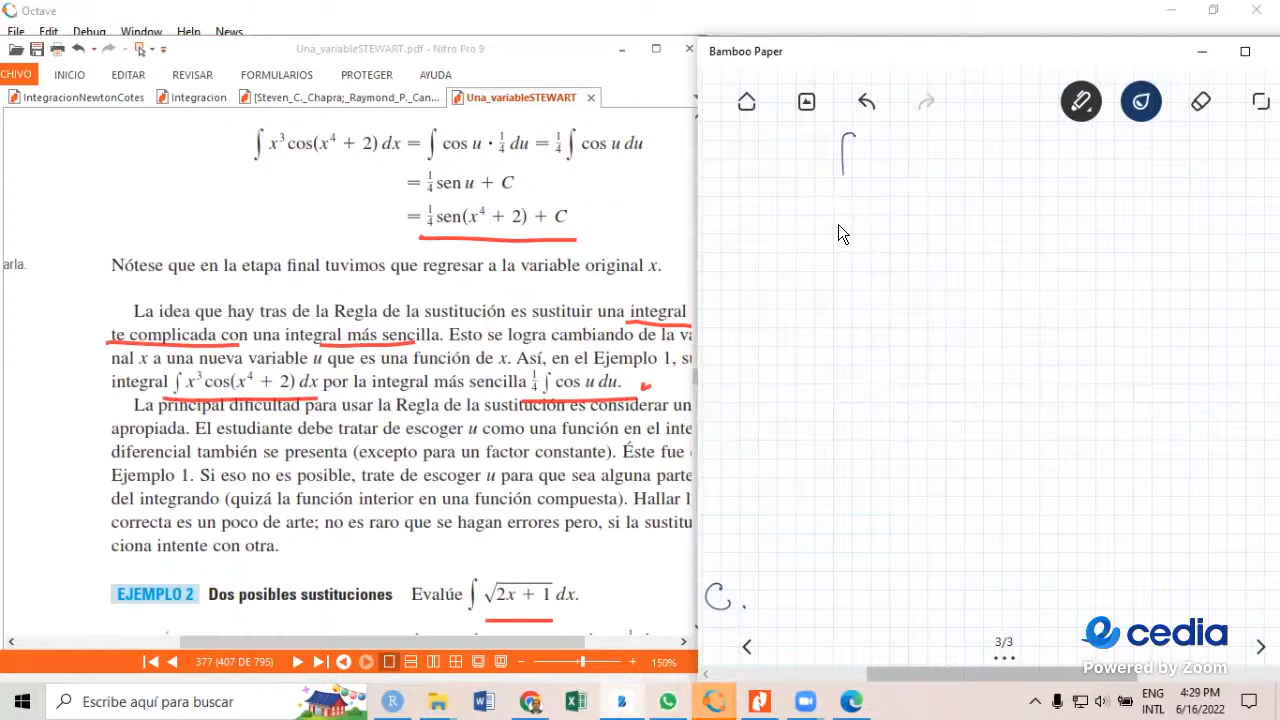 Octave
File Edit Debug Window Help News
Una_variableSTEWART.pdf - Nitro Pro 9
CHIVO INICIO EDITAR REVISAR FORMULARIOS PROTEGER AYUDA
IntegracionNewtonCotes Integracion [Steven_C._Chapra;_Raymond_P._Can... Una_variableSTEWART
∫ x³ cos(x⁴ + 2) dx = ∫ cos u · 1/4 du = 1/4 ∫ cos u du
= 1/4 sen u + C
= 1/4 sen(x⁴ + 2) + C
arla.
Nótese que en la etapa final tuvimos que regresar a la variable original x.
La idea que hay tras de la Regla de la sustitución es sustituir una integral
te complicada con una integral más sencilla. Esto se logra cambiando de la va
nal x a una nueva variable u que es una función de x. Así, en el Ejemplo 1, su
integral ∫ x³ cos(x⁴ + 2) dx por la integral más sencilla 1/4 ∫ cos u du.
La principal dificultad para usar la Regla de la sustitución es considerar un
apropiada. El estudiante debe tratar de escoger u como una función en el inte
diferencial también se presenta (excepto para un factor constante). Éste fue
Ejemplo 1. Si eso no es posible, trate de escoger u para que sea alguna parte
del integrando (quizá la función interior en una función compuesta). Hallar l
correcta es un poco de arte; no es raro que se hagan errores pero, si la sustitu
ciona intente con otra.
EJEMPLO 2 Dos posibles sustituciones Evalúe ∫ √2x + 1 dx.
377 (407 DE 795)
150%
Bamboo Paper
∫
C.
3/3
cedia
Powered by Zoom
Escribe aquí para buscar
ENG
INTL
4:29 PM
6/16/2022